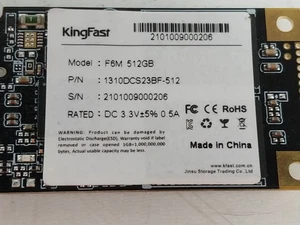 KingFast
2101009000206
Model : F6M 512GB
P/N : 1310DCS23BF-512
S/N : 2101009000206
RATED : DC 3.3V±5% 0.5A
Warning: Product may be damaged by
Electrostatic Discharge(ESD), Warranty void if label
removed or case opened 1GB=1,000,000,000 bytes.
Actual usable capacity may be less.
CE RoHS
FC
Made in China
www.kfast.com.cn
Jinsu Storage Trading Co. Ltd